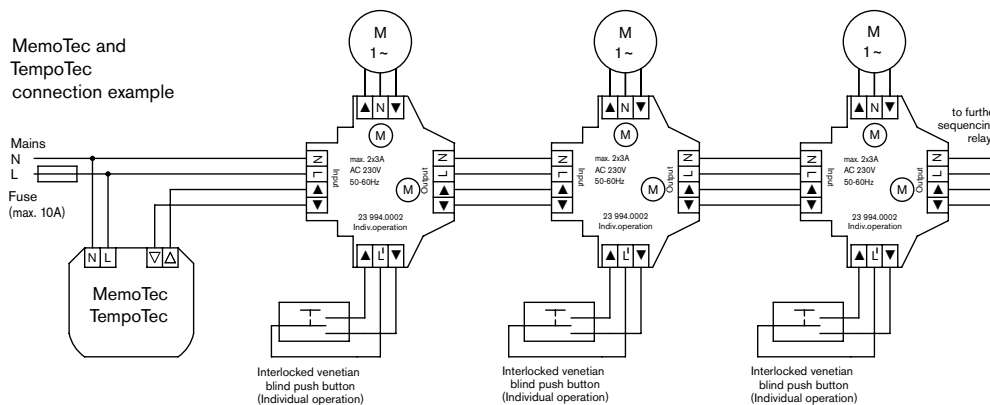 MemoTec and
TempoTec
connection example
Mains
N
L
Fuse
(max. 10A)
N L
MemoTec
TempoTec
M
1~
N
M
max. 2x3A
AC 230V
50-60Hz
N
L
Input
N
L
Output
M
23 994.0002
Indiv.operation
L'
Interlocked venetian
blind push button
(Individual operation)
M
1~
N
M
max. 2x3A
AC 230V
50-60Hz
N
L
Input
N
L
Output
M
23 994.0002
Indiv.operation
L'
Interlocked venetian
blind push button
(Individual operation)
M
1~
N
M
max. 2x3A
AC 230V
50-60Hz
N
L
Input
N
L
Output
M
23 994.0002
Indiv.operation
L'
Interlocked venetian
blind push button
(Individual operation)
to furthe
sequencin
relay